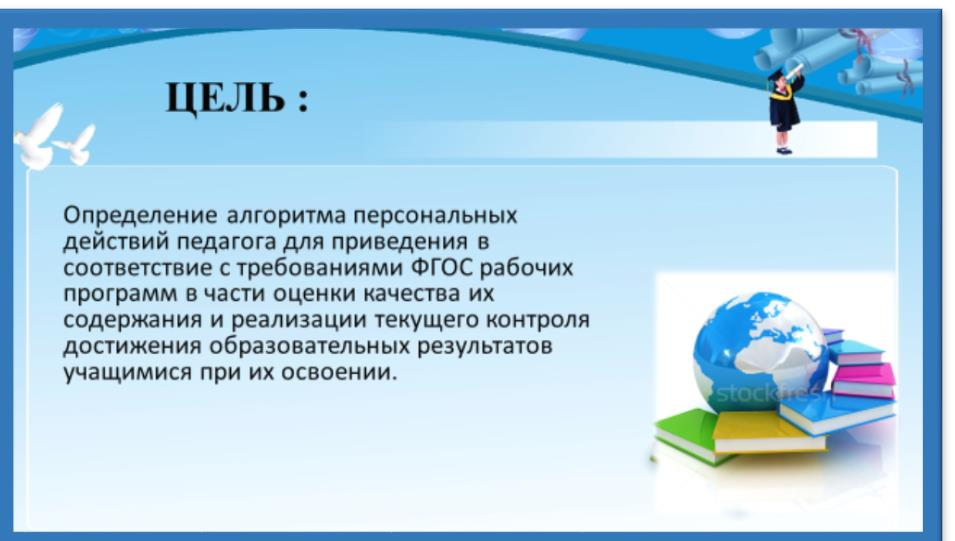 ЦЕЛЬ :
Определение алгоритма персональных
действий педагога для приведения в
соответствие с требованиями ФГОС рабочих
программ в части оценки качества их
содержания и реализации текущего контроля
достижения образовательных результатов
учащимися при их освоении.